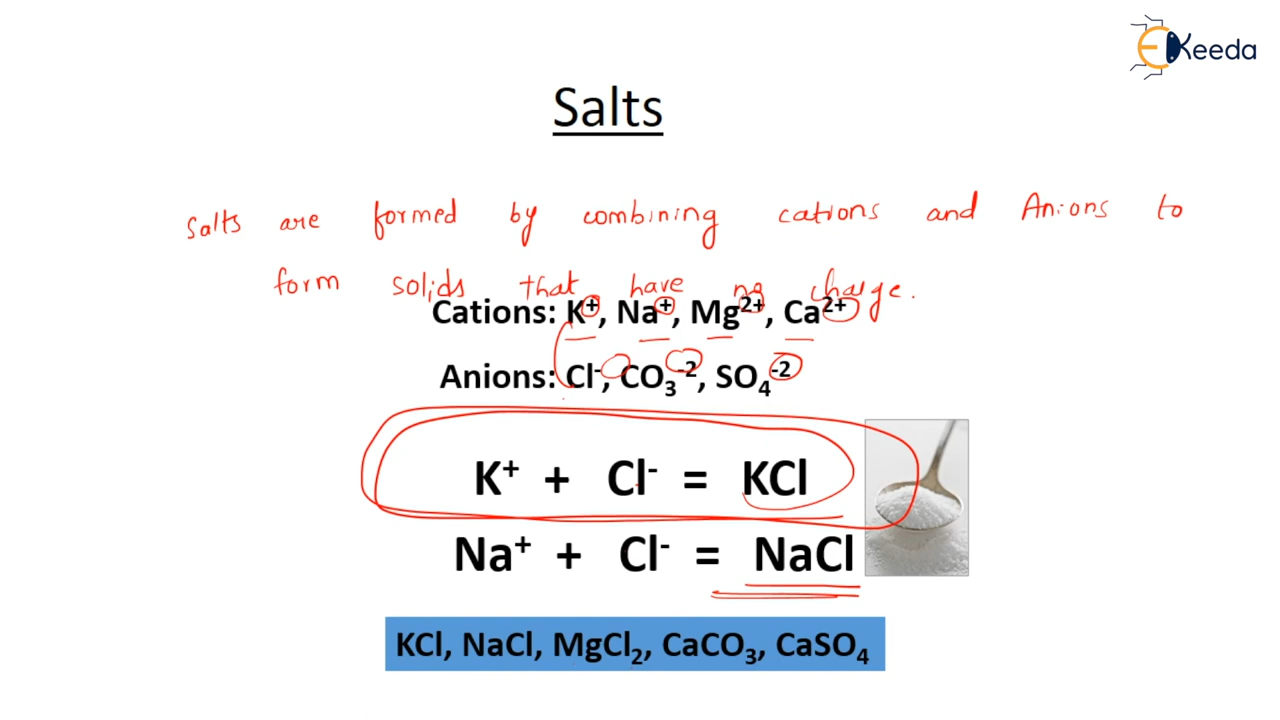 EKeeda
Salts
Salts are formed by combining cations and Anions to
form solids that have no charge.
Cations: K⁺, Na⁺, Mg²⁺, Ca²⁺
Anions: Cl⁻, CO₃⁻², SO₄⁻²
K⁺ + Cl⁻ = KCl
Na⁺ + Cl⁻ = NaCl
KCl, NaCl, MgCl₂, CaCO₃, CaSO₄